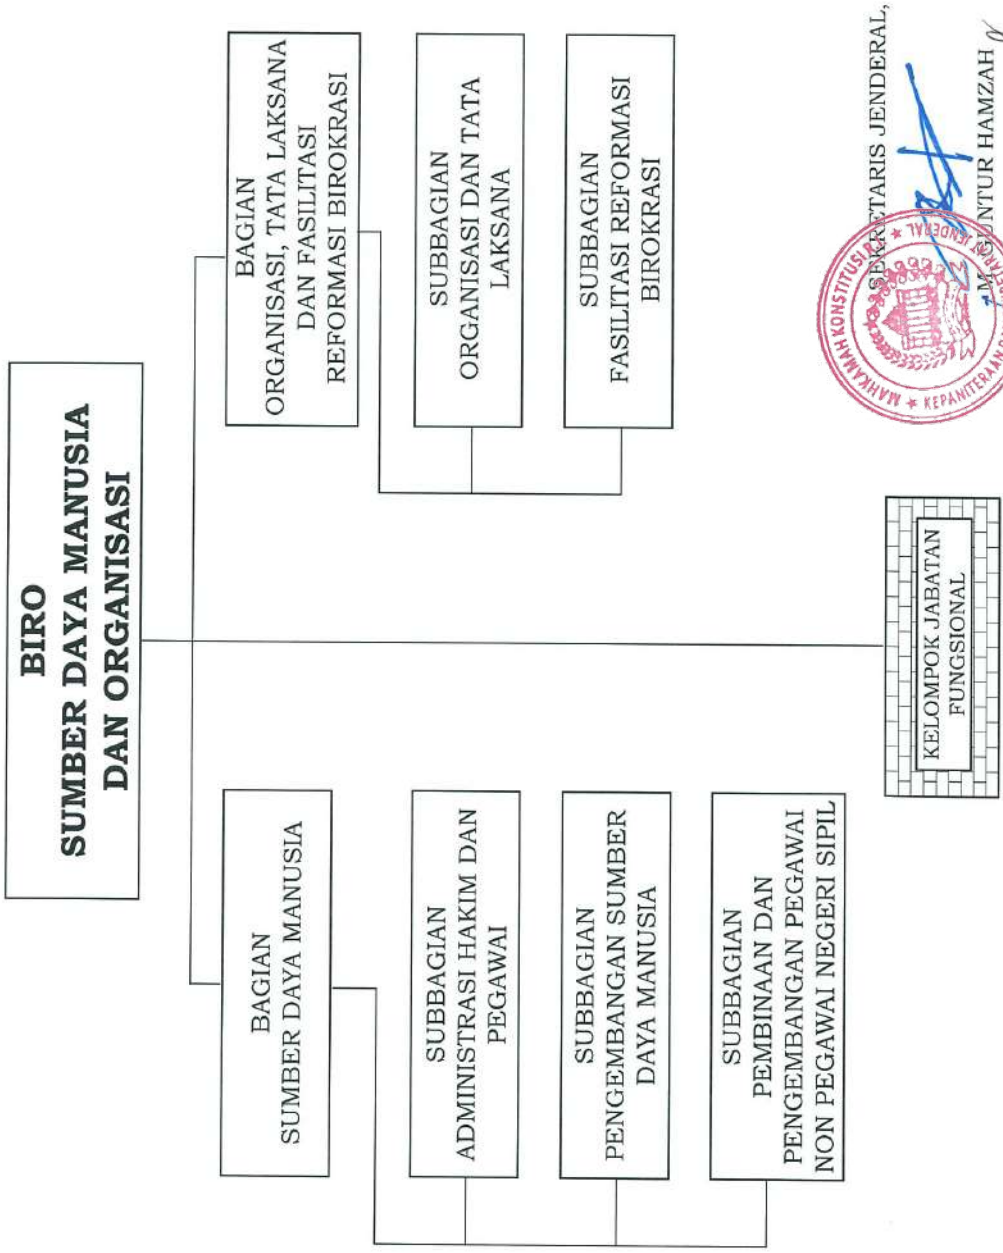 BIRO
SUMBER DAYA MANUSIA
DAN ORGANISASI
BAGIAN
SUMBER DAYA MANUSIA
SUBBAGIAN
ADMINISTRASI HAKIM DAN
PEGAWAI
SUBBAGIAN
PENGEMBANGAN SUMBER
DAYA MANUSIA
SUBBAGIAN
PEMBINAAN DAN
PENGEMBANGAN PEGAWAI
NON PEGAWAI NEGERI SIPIL
BAGIAN
ORGANISASI, TATA LAKSANA
DAN FASILITASI
REFORMASI BIROKRASI
SUBBAGIAN
ORGANISASI DAN TATA
LAKSANA
SUBBAGIAN
FASILITASI REFORMASI
BIROKRASI
KELOMPOK JABATAN
FUNGSIONAL
SEKRETARIS JENDERAL,
MAHKAMAH KONSTITUSI R.I.
KEPANITERAAN
JENDERAL
M. GUNTUR HAMZAH